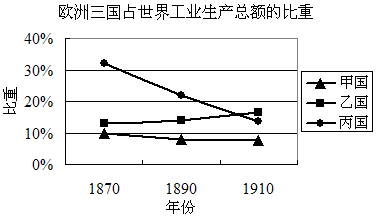 欧洲三国占世界工业生产总额的比重
40%
30%
20%
10%
0%
比重
1870 1890 1910
年份
甲国
乙国
丙国